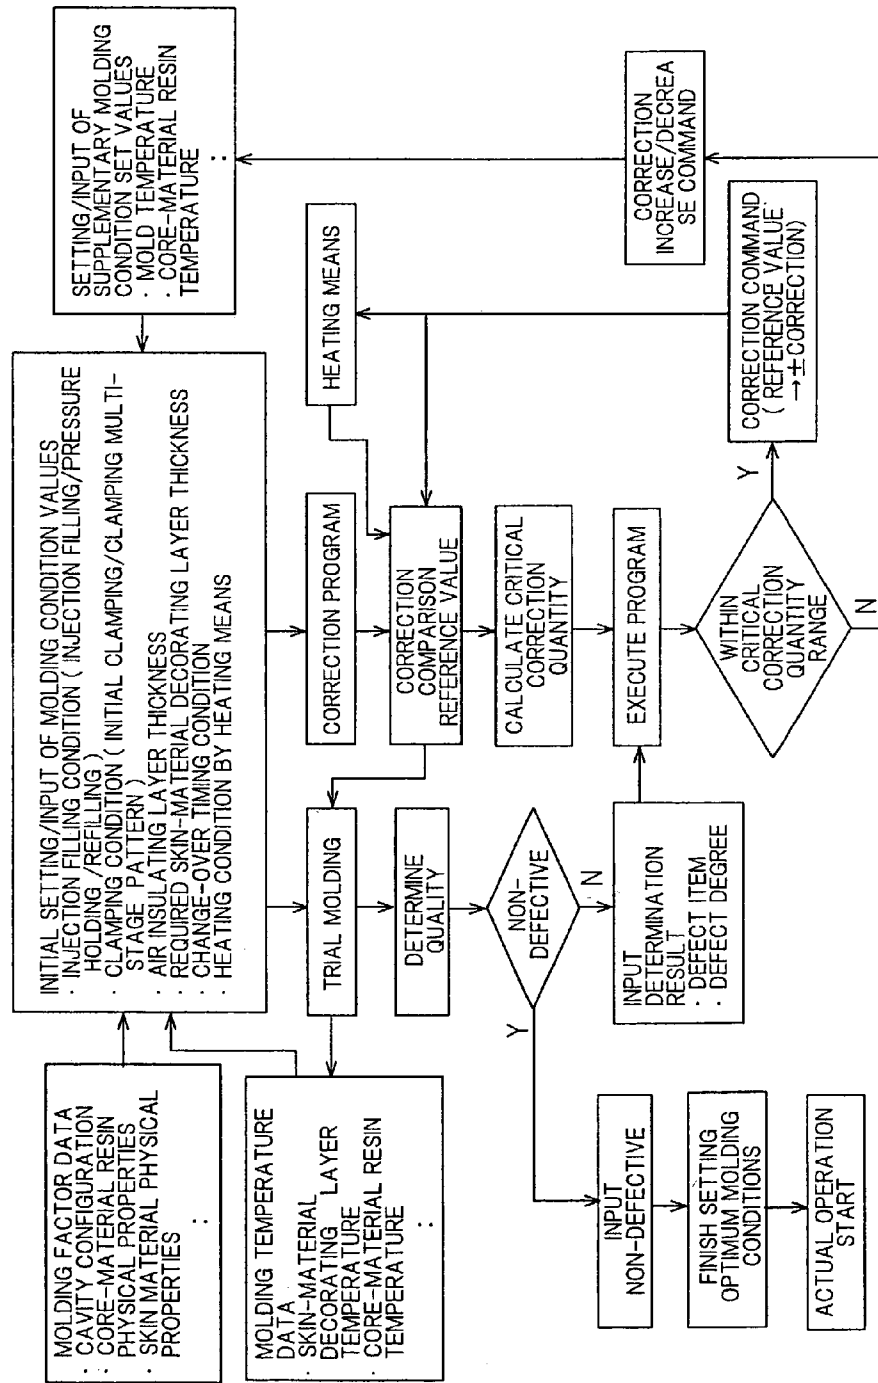 MOLDING FACTOR DATA
· CAVITY CONFIGURATION
· CORE-MATERIAL RESIN
PHYSICAL PROPERTIES
· SKIN MATERIAL PHYSICAL
PROPERTIES
:
MOLDING TEMPERATURE
DATA
· SKIN-MATERIAL
DECORATING LAYER
TEMPERATURE
· CORE-MATERIAL RESIN
TEMPERATURE
:
INITIAL SETTING/INPUT OF MOLDING CONDITION VALUES
· INJECTION FILLING CONDITION ( INJECTION FILLING/PRESSURE
HOLDING /REFILLING )
· CLAMPING CONDITION ( INITIAL CLAMPING/CLAMPING MULTI-
STAGE PATTERN )
· AIR INSULATING LAYER THICKNESS
· REQUIRED SKIN-MATERIAL DECORATING LAYER THICKNESS
· CHANGE-OVER TIMING CONDITION
· HEATING CONDITION BY HEATING MEANS
SETTING/INPUT OF
SUPPLEMENTARY MOLDING
CONDITION SET VALUES
· MOLD TEMPERATURE
· CORE-MATERIAL RESIN
TEMPERATURE
:
TRIAL MOLDING
DETERMINE
QUALITY
NON-
DEFECTIVE
Y
N
INPUT
NON-DEFECTIVE
FINISH SETTING
OPTIMUM MOLDING
CONDITIONS
ACTUAL OPERATION
START
INPUT
DETERMINATION
RESULT
· DEFECT ITEM
· DEFECT DEGREE
CORRECTION PROGRAM
HEATING MEANS
CORRECTION
COMPARISON
REFERENCE VALUE
CALCULATE CRITICAL
CORRECTION
QUANTITY
EXECUTE PROGRAM
WITHIN
CRITICAL
CORRECTION
QUANTITY
RANGE
Y
N
CORRECTION COMMAND
( REFERENCE VALUE
→±CORRECTION)
CORRECTION
INCREASE/DECREA
SE COMMAND